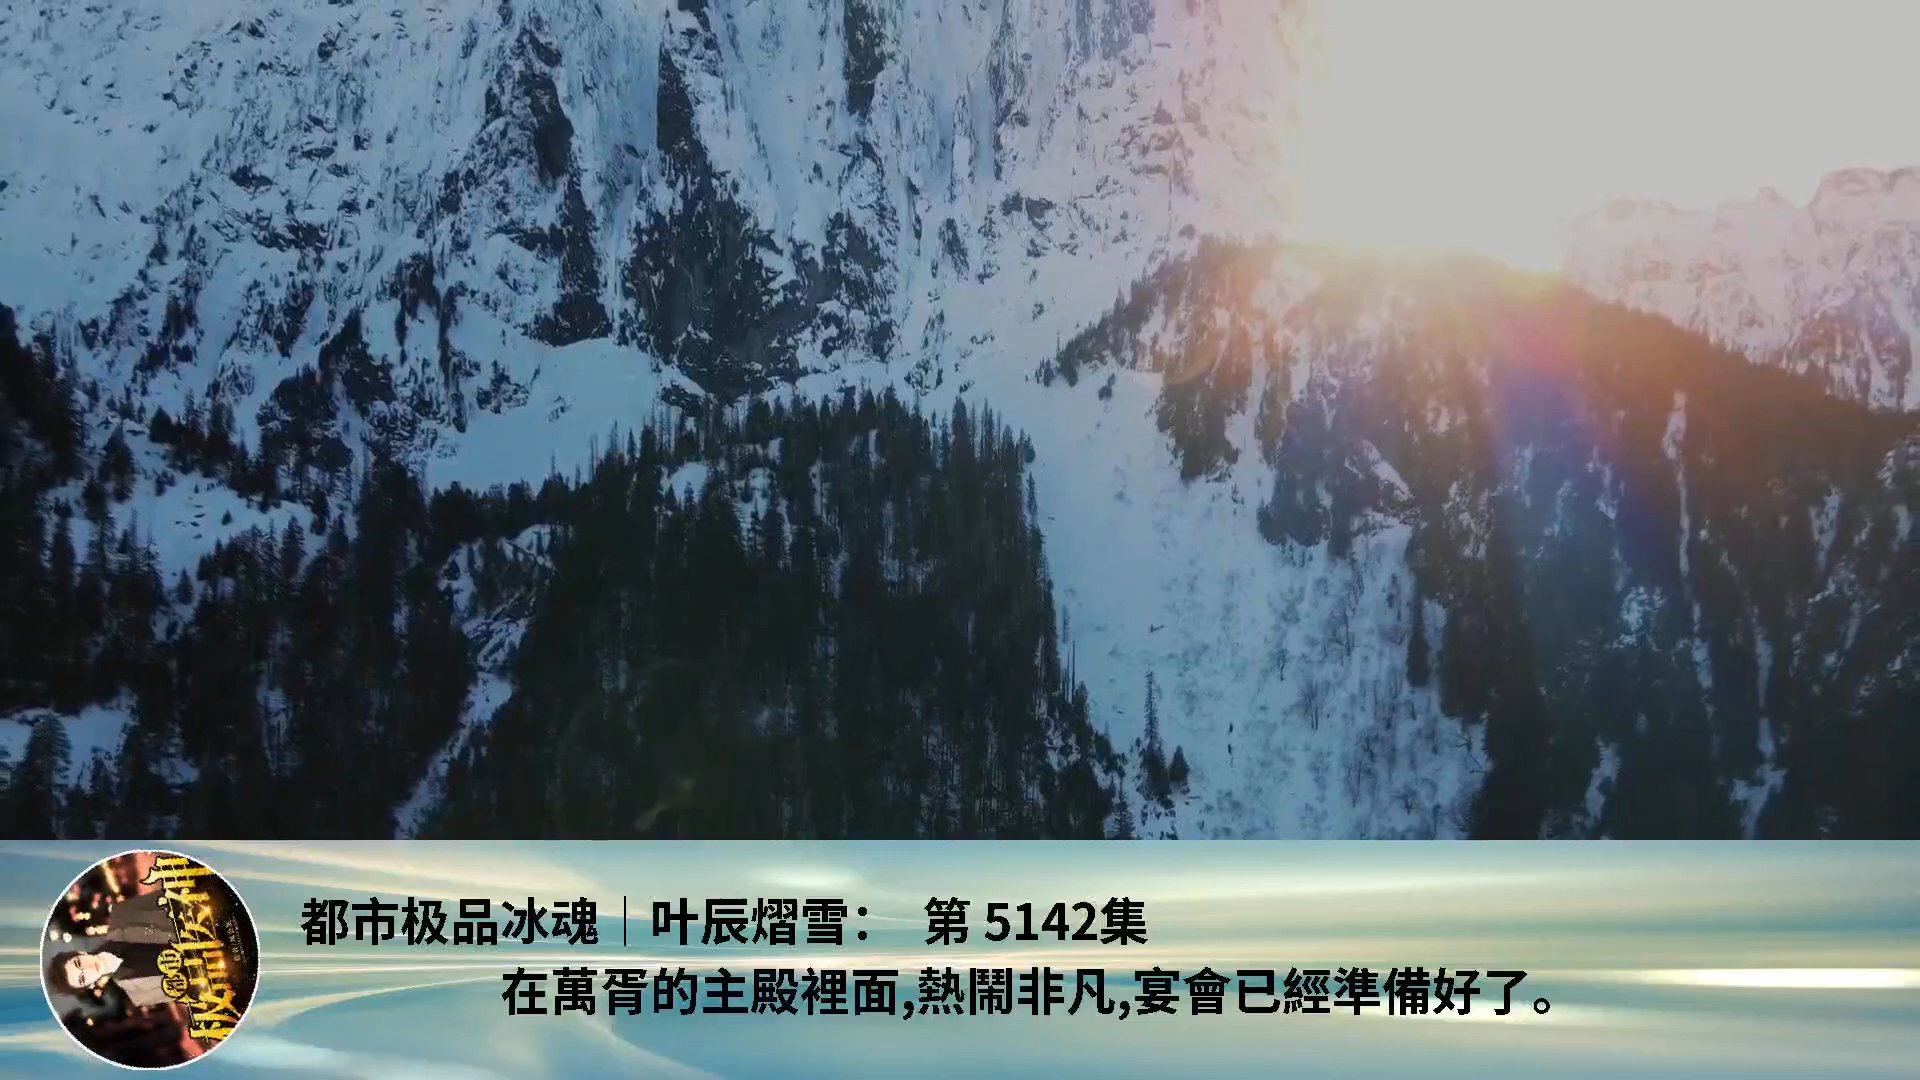 都市极品冰魂｜叶辰熠雪： 第 5142集
在萬胥的主殿裡面,熱鬧非凡,宴會已經準備好了。